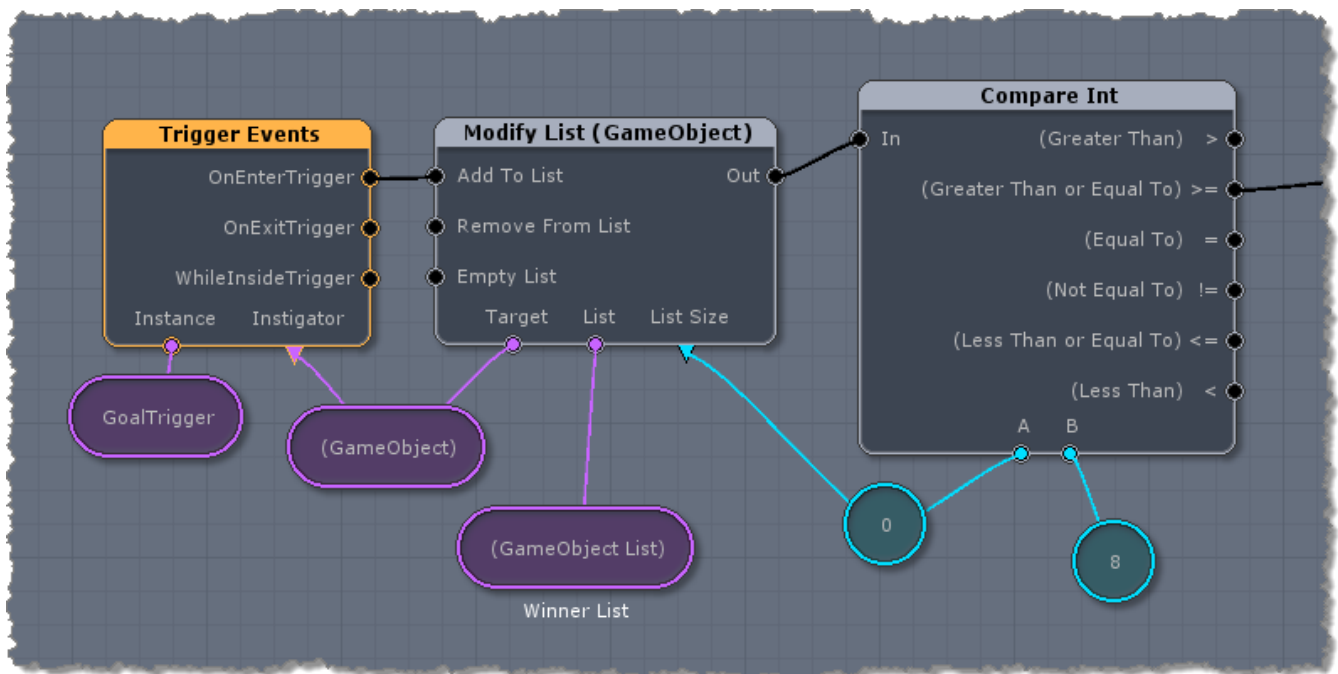 Trigger Events
OnEnterTrigger
OnExitTrigger
WhileInsideTrigger
Instance Instigator
GoalTrigger
(GameObject)
Modify List (GameObject)
Add To List Out
Remove From List
Empty List
Target List List Size
(GameObject List)
Winner List
Compare Int
In (Greater Than) >
(Greater Than or Equal To) >=
(Equal To) =
(Not Equal To) !=
(Less Than or Equal To) <=
(Less Than) <
A B
0
8